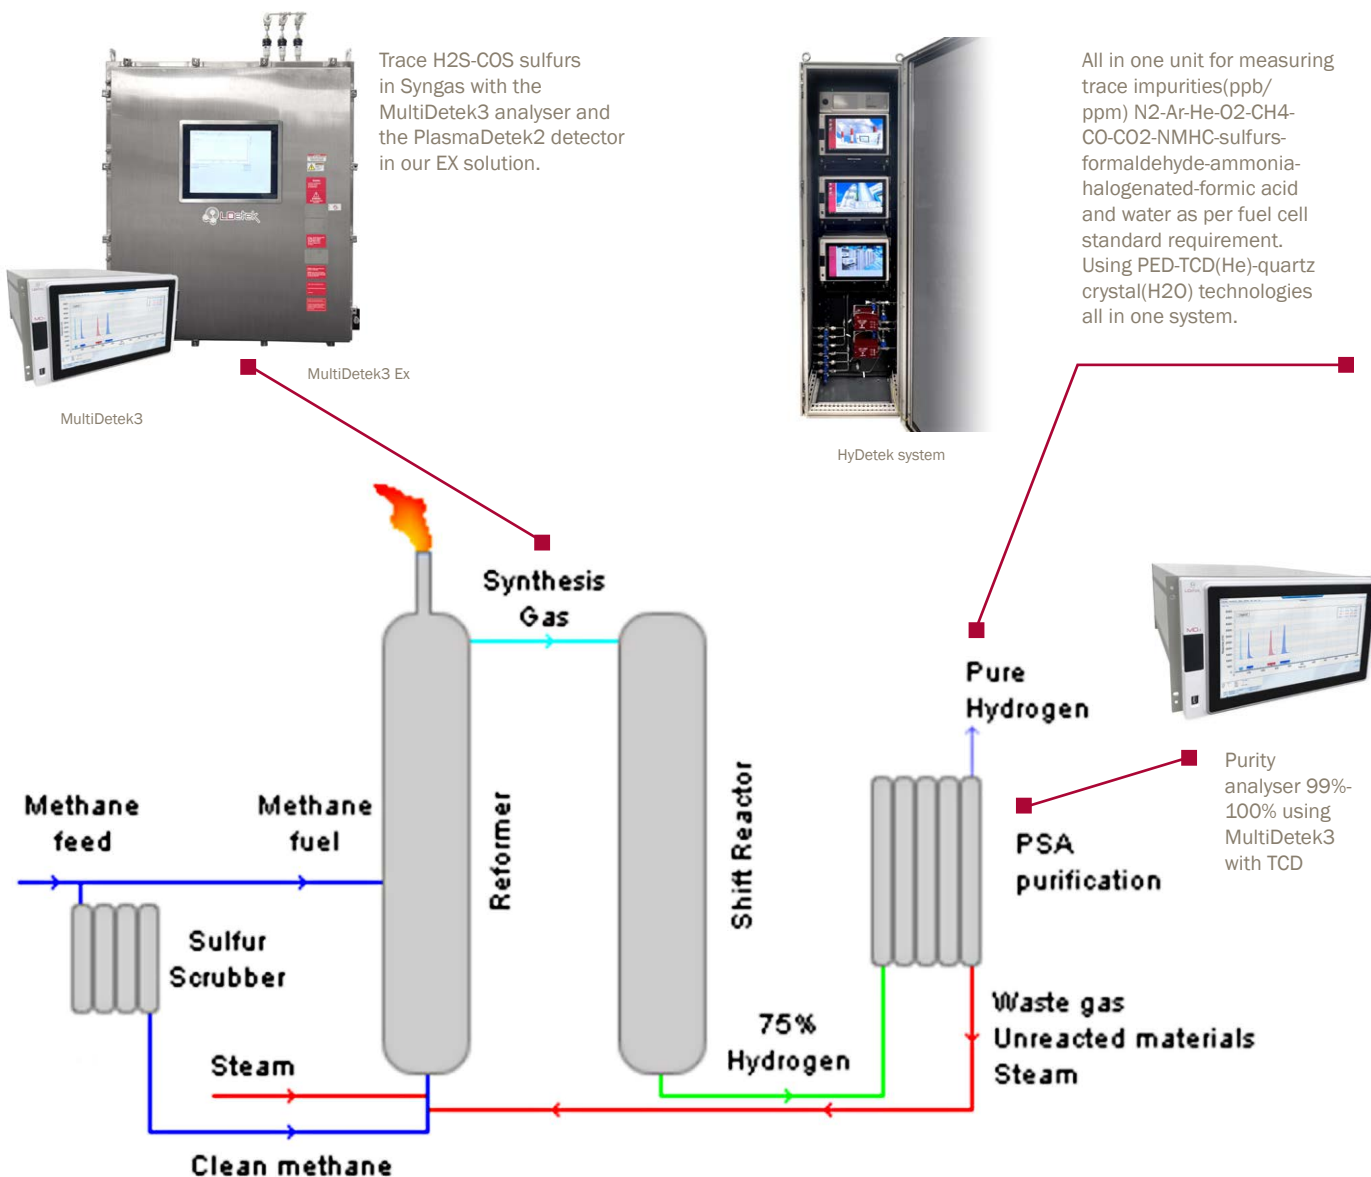 Trace H2S-COS sulfurs
in Syngas with the
MultiDetek3 analyser and
the PlasmaDetek2 detector
in our EX solution.
All in one unit for measuring
trace impurities(ppb/
ppm) N2-Ar-He-O2-CH4-
CO-CO2-NMHC-sulfurs-
formaldehyde-ammonia-
halogenated-formic acid
and water as per fuel cell
standard requirement.
Using PED-TCD(He)-quartz
crystal(H2O) technologies
all in one system.
LDetek
MultiDetek3 Ex
MultiDetek3
HyDetek system
Synthesis
Gas
Pure
Hydrogen
Purity
analyser 99%-
100% using
MultiDetek3
with TCD
Methane
feed
Methane
fuel
Reformer
Shift Reactor
PSA
purification
Sulfur
Scrubber
75%
Hydrogen
Waste gas
Unreacted materials
Steam
Steam
Clean methane